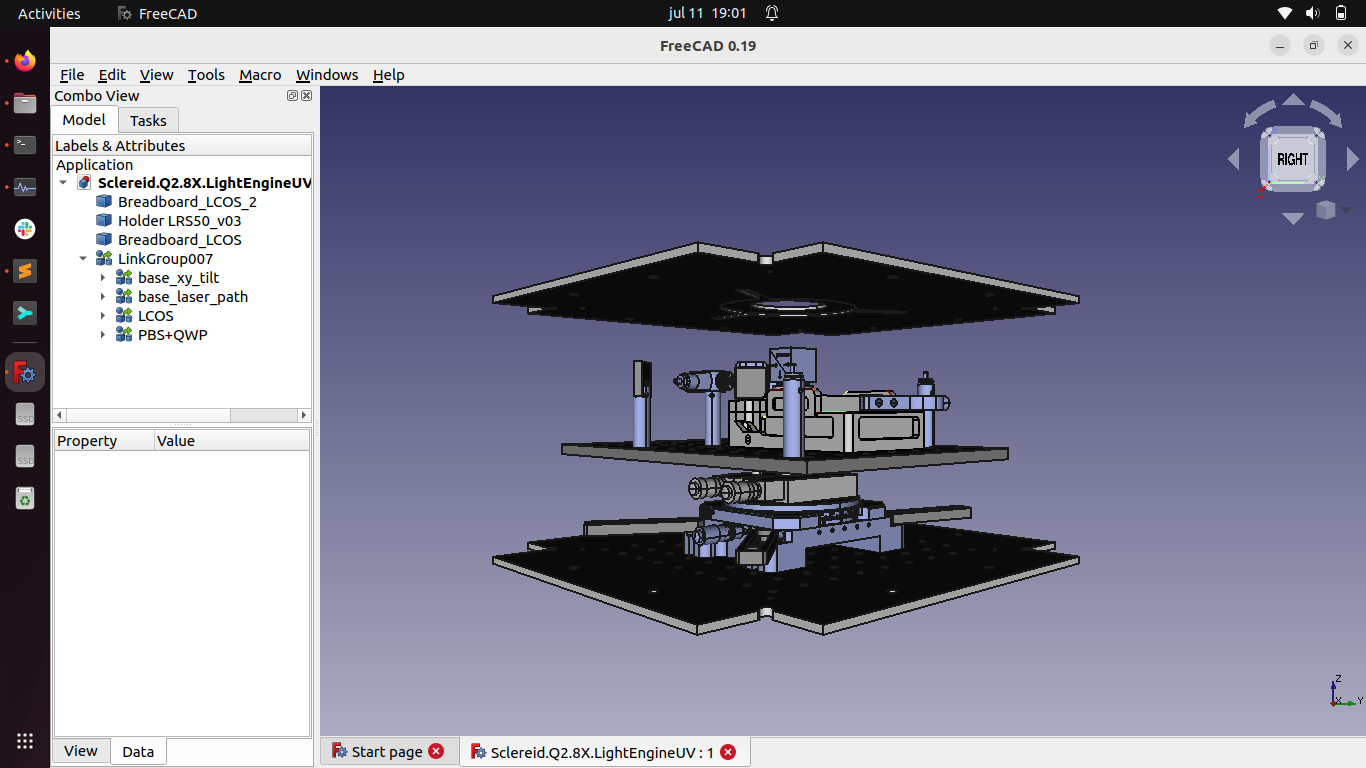 Activities FreeCAD jul 11 19:01
FreeCAD 0.19
File Edit View Tools Macro Windows Help
Combo View
Model Tasks
Labels & Attributes
Application
Sclereid.Q2.8X.LightEngineUV
Breadboard_LCOS_2
Holder LRS50_v03
Breadboard_LCOS
LinkGroup007
base_xy_tilt
base_laser_path
LCOS
PBS+QWP
Property Value
View Data
RIGHT
Z
X Y
Start page Sclereid.Q2.8X.LightEngineUV : 1
SSD
SSD